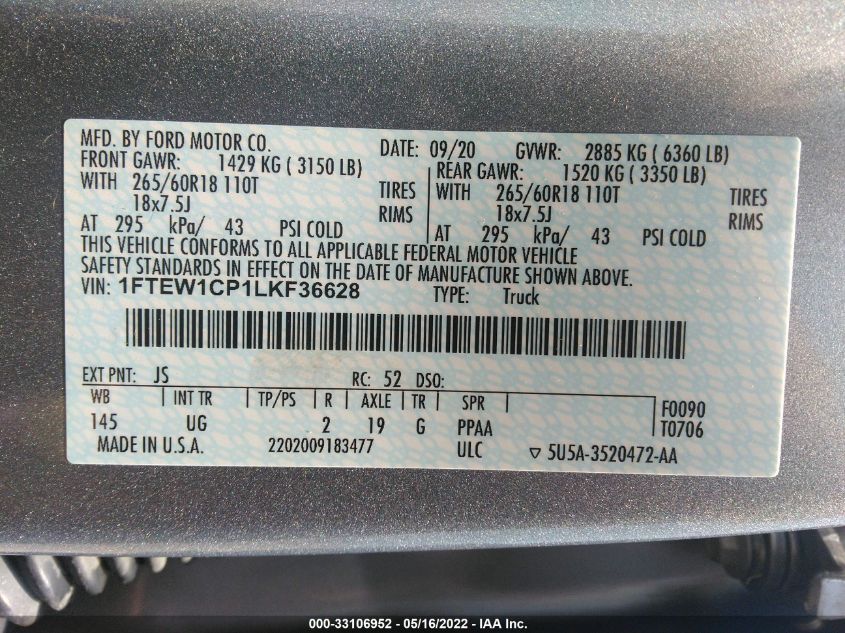 MFD. BY FORD MOTOR CO.
DATE: 09/20 GVWR: 2885 KG ( 6360 LB)
FRONT GAWR: 1429 KG ( 3150 LB)
WITH 265/60R18 110T TIRES
18x7.5J RIMS
AT 295 kPa/ 43 PSI COLD
REAR GAWR: 1520 KG ( 3350 LB)
WITH 265/60R18 110T TIRES
18x7.5J RIMS
AT 295 kPa/ 43 PSI COLD
THIS VEHICLE CONFORMS TO ALL APPLICABLE FEDERAL MOTOR VEHICLE
SAFETY STANDARDS IN EFFECT ON THE DATE OF MANUFACTURE SHOWN ABOVE.
VIN: 1FTEW1CP1LKF36628 TYPE: Truck
EXT PNT: JS RC: 52 DSO:
WB INT TR TP/PS R AXLE TR SPR F0090
145 UG 2 19 G PPAA T0706
MADE IN U.S.A. 2202009183477 ULC ▽ 5U5A-3520472-AA
000-33106952 - 05/16/2022 - IAA Inc.